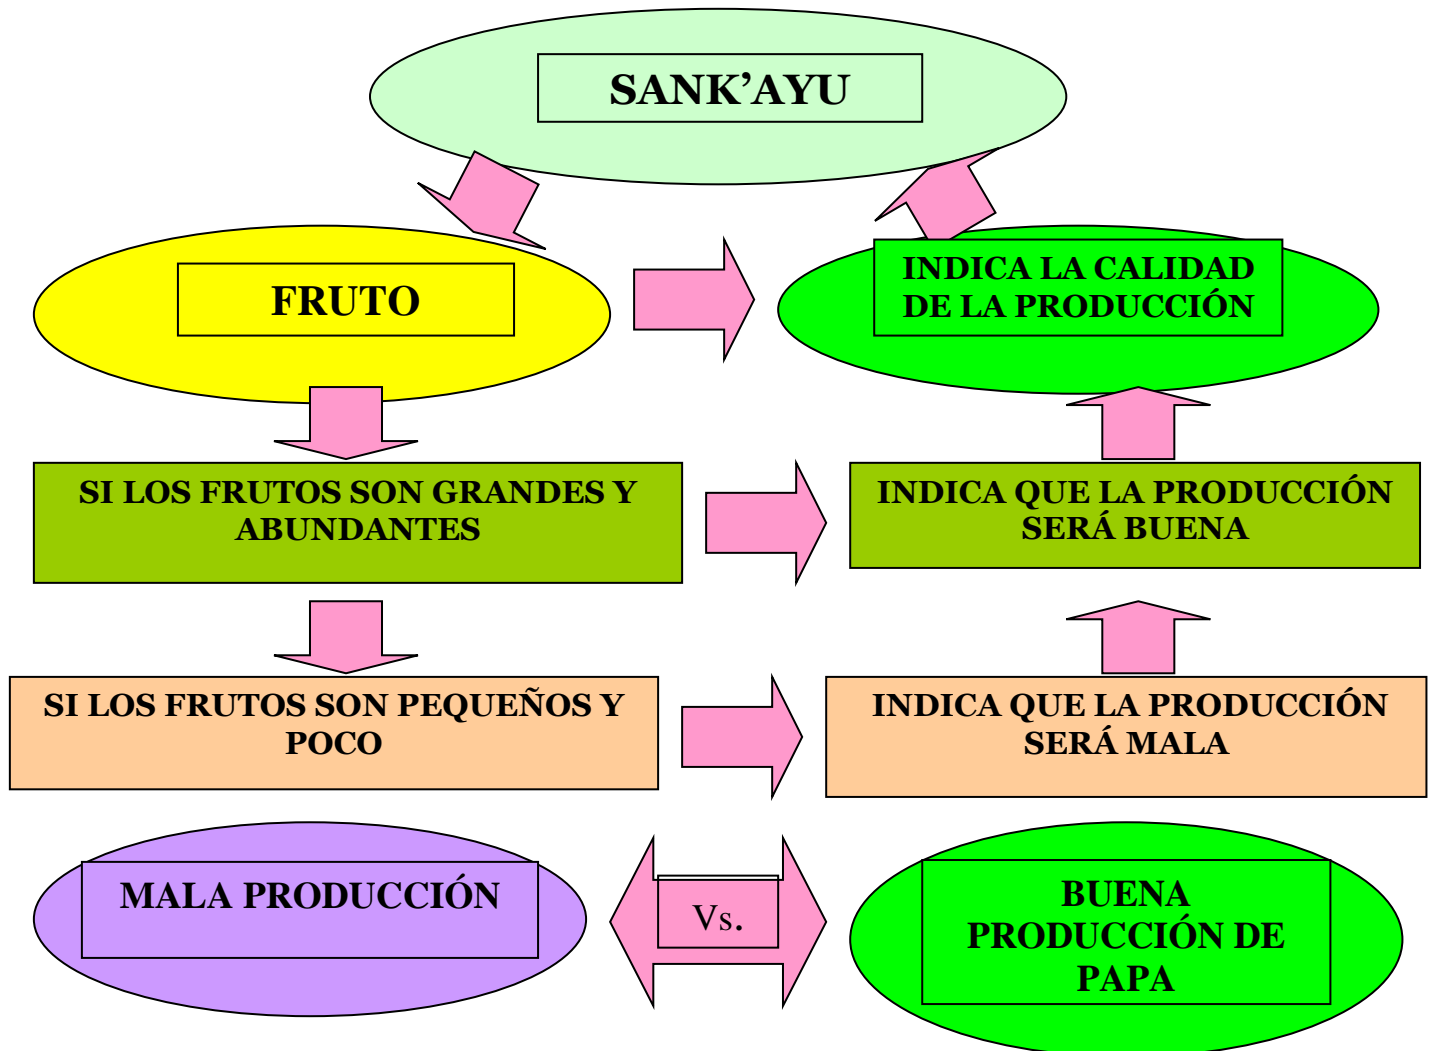 SANK’AYU
FRUTO
INDICA LA CALIDAD
DE LA PRODUCCIÓN
SI LOS FRUTOS SON GRANDES Y
ABUNDANTES
INDICA QUE LA PRODUCCIÓN
SERÁ BUENA
SI LOS FRUTOS SON PEQUEÑOS Y
POCO
INDICA QUE LA PRODUCCIÓN
SERÁ MALA
MALA PRODUCCIÓN
Vs.
BUENA
PRODUCCIÓN DE
PAPA